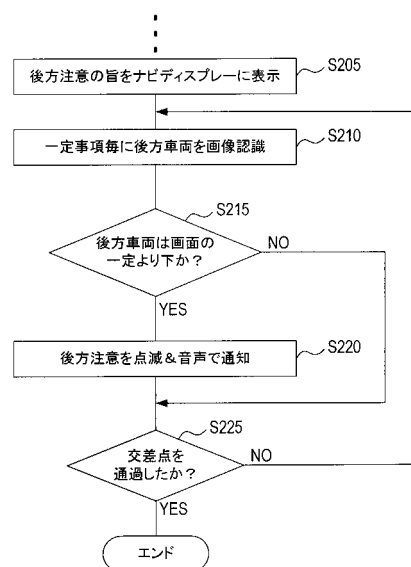 後方注意の旨をナビディスプレーに表示
S205
一定事項毎に後方車両を画像認識
S210
S215
後方車両は画面の
一定より下か？
NO
YES
後方注意を点滅＆音声で通知
S220
S225
交差点を
通過したか？
NO
YES
エンド